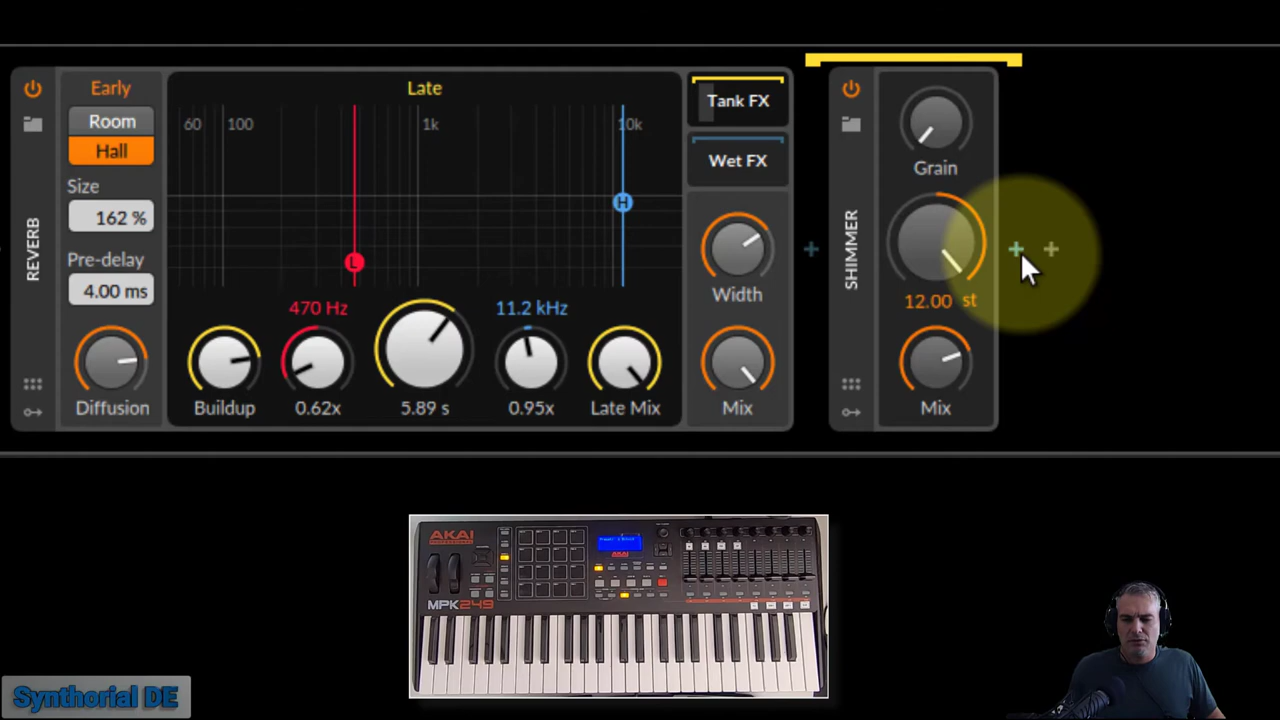 REVERB
Early
Room
Hall
Size
162 %
Pre-delay
4.00 ms
Diffusion
Late
60 100 1k 10k
H
L
470 Hz
11.2 kHz
Buildup
0.62x
5.89 s
0.95x
Late Mix
Tank FX
Wet FX
Width
Mix
SHIMMER
Grain
12.00 st
Mix
AKAI
PROFESSIONAL
MPK249
Synthorial DE